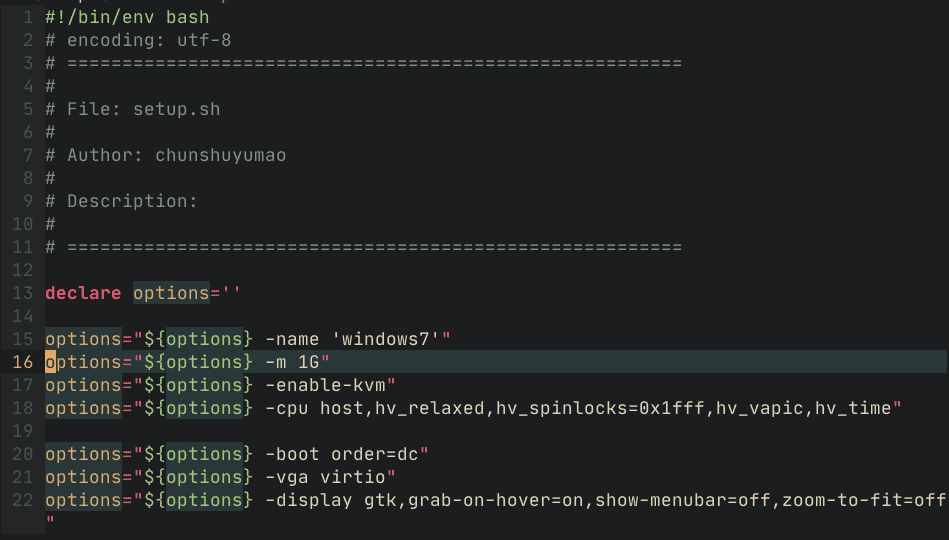 1 #!/bin/env bash
2 # encoding: utf-8
3 # ========================================================
4 #
5 # File: setup.sh
6 #
7 # Author: chunshuyumao
8 #
9 # Description:
10 #
11 # ========================================================
12
13 declare options=''
14
15 options="${options} -name 'windows7'"
16 options="${options} -m 1G"
17 options="${options} -enable-kvm"
18 options="${options} -cpu host,hv_relaxed,hv_spinlocks=0x1fff,hv_vapic,hv_time"
19
20 options="${options} -boot order=dc"
21 options="${options} -vga virtio"
22 options="${options} -display gtk,grab-on-hover=on,show-menubar=off,zoom-to-fit=off
"